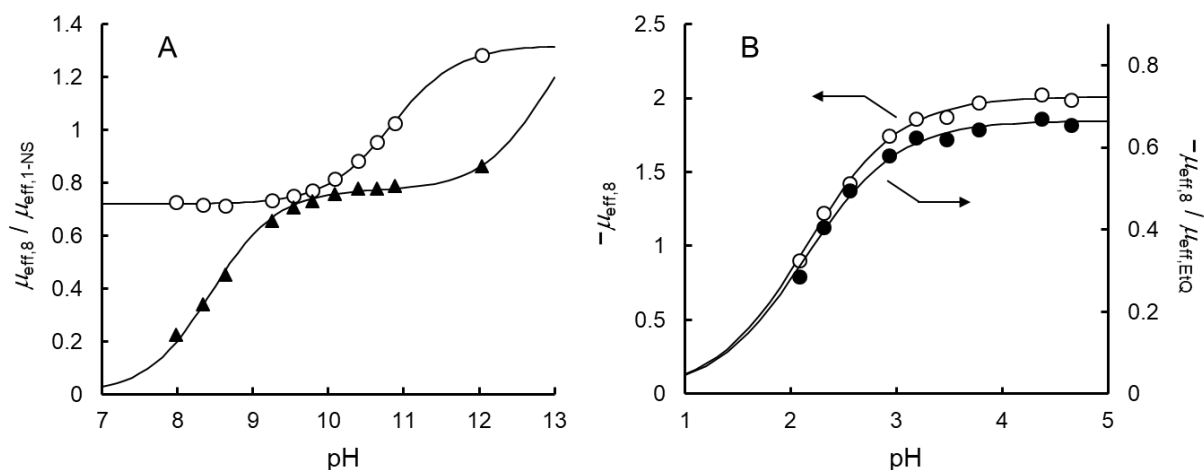 A
μeff,8 / μeff,1-NS
1.4
1.2
1
0.8
0.6
0.4
0.2
0
7 8 9 10 11 12 13
pH
B
−μeff,8
2.5
2
1.5
1
0.5
0
1 2 3 4 5
pH
0.8
0.6
0.4
0.2
0
−μeff,8 / μeff,EtQ